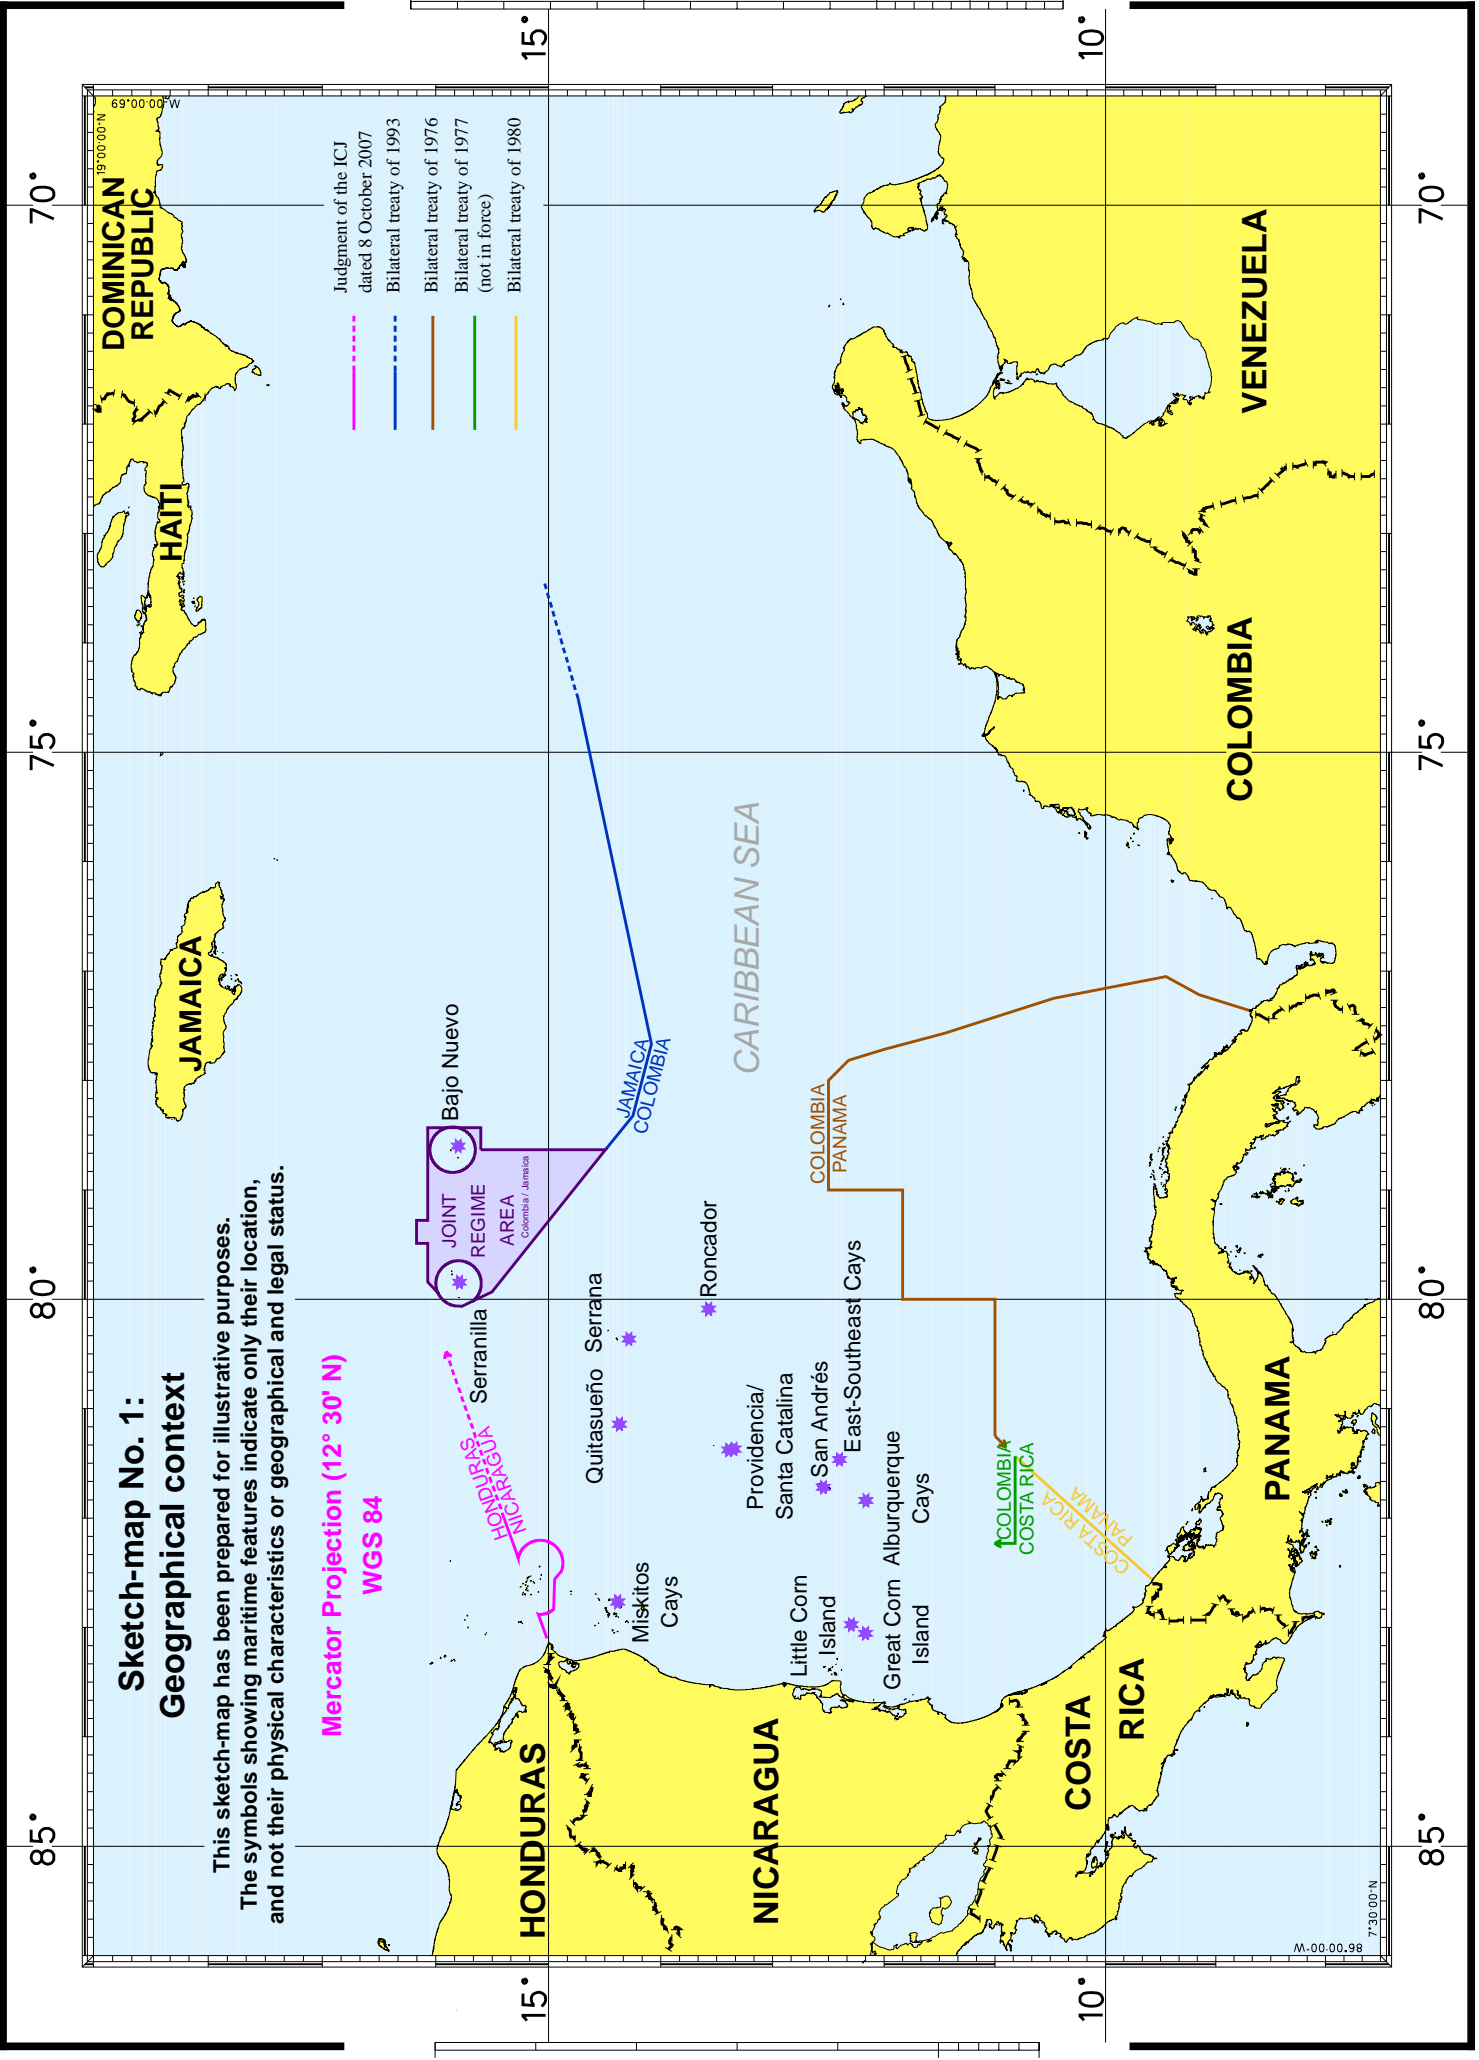 Sketch-map No. 1:
Geographical context
This sketch-map has been prepared for illustrative purposes.
The symbols showing maritime features indicate only their location,
and not their physical characteristics or geographical and legal status.
Mercator Projection (12° 30' N)
WGS 84
85°
80°
75°
70°
69°00'00"W
19°00'00"N
DOMINICAN
REPUBLIC
HAITI
JAMAICA
Judgment of the ICJ
dated 8 October 2007
Bilateral treaty of 1993
Bilateral treaty of 1976
Bilateral treaty of 1977
(not in force)
Bilateral treaty of 1980
15°
15°
Bajo Nuevo
JOINT
REGIME
AREA
Colombia / Jamaica
Serranilla
HONDURAS
NICARAGUA
JAMAICA
COLOMBIA
HONDURAS
Quitasueño
Serrana
Roncador
Miskitos
Cays
Providencia/
Santa Catalina
CARIBBEAN SEA
NICARAGUA
Little Corn
Island
San Andrés
East-Southeast Cays
COLOMBIA
PANAMA
Great Corn
Island
Alburquerque
Cays
COLOMBIA
COSTA RICA
COSTA RICA
PANAMA
10°
10°
COSTA
RICA
PANAMA
COLOMBIA
VENEZUELA
86°00'00"W
7°30'00"N
85°
80°
75°
70°